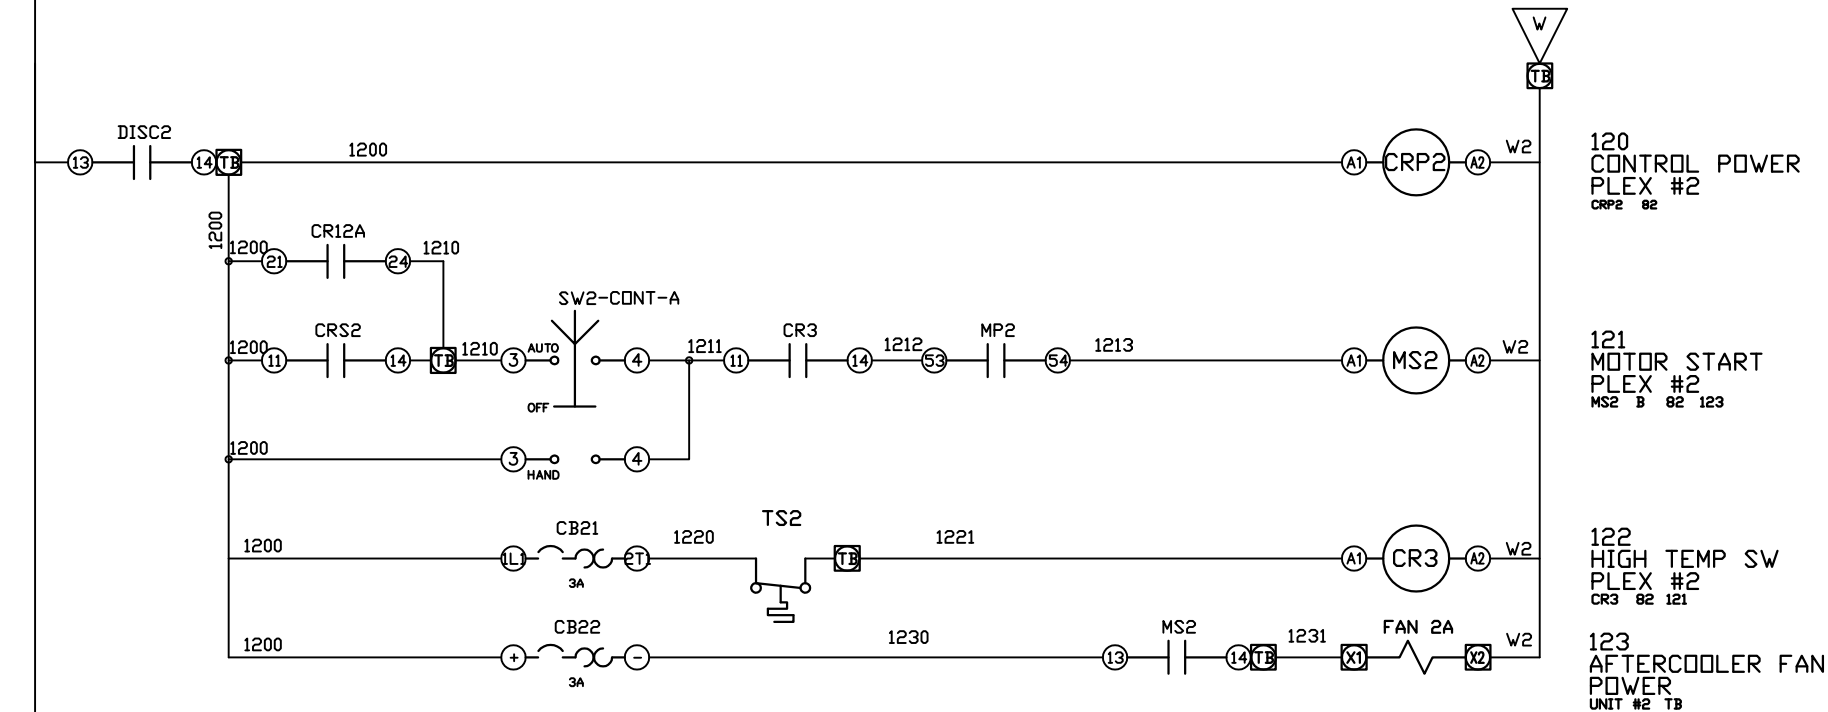 W
TB
DISC2
13
14 TB
1200
A1 CRP2 A2 W2
120
CONTROL POWER
PLEX #2
CRP2 82
1200
CR12A
1200 21 24 1210
SW2-CONT-A
CRS2
1200 11 14 TB 1210 3 AUTO 4 1211 11 CR3 14 1212 53 MP2 54 1213
OFF
A1 MS2 A2 W2
121
MOTOR START
PLEX #2
MS2 B 82 123
1200 3 HAND 4
1200 1L1 CB21 2T1 1220 TS2 TB 1221
3A
A1 CR3 A2 W2
122
HIGH TEMP SW
PLEX #2
CR3 82 121
1200 + CB22 - 1230
3A
13 MS2 14 TB 1231 X1 FAN 2A X2 W2
123
AFTERCOOLER FAN
POWER
UNIT #2 TB